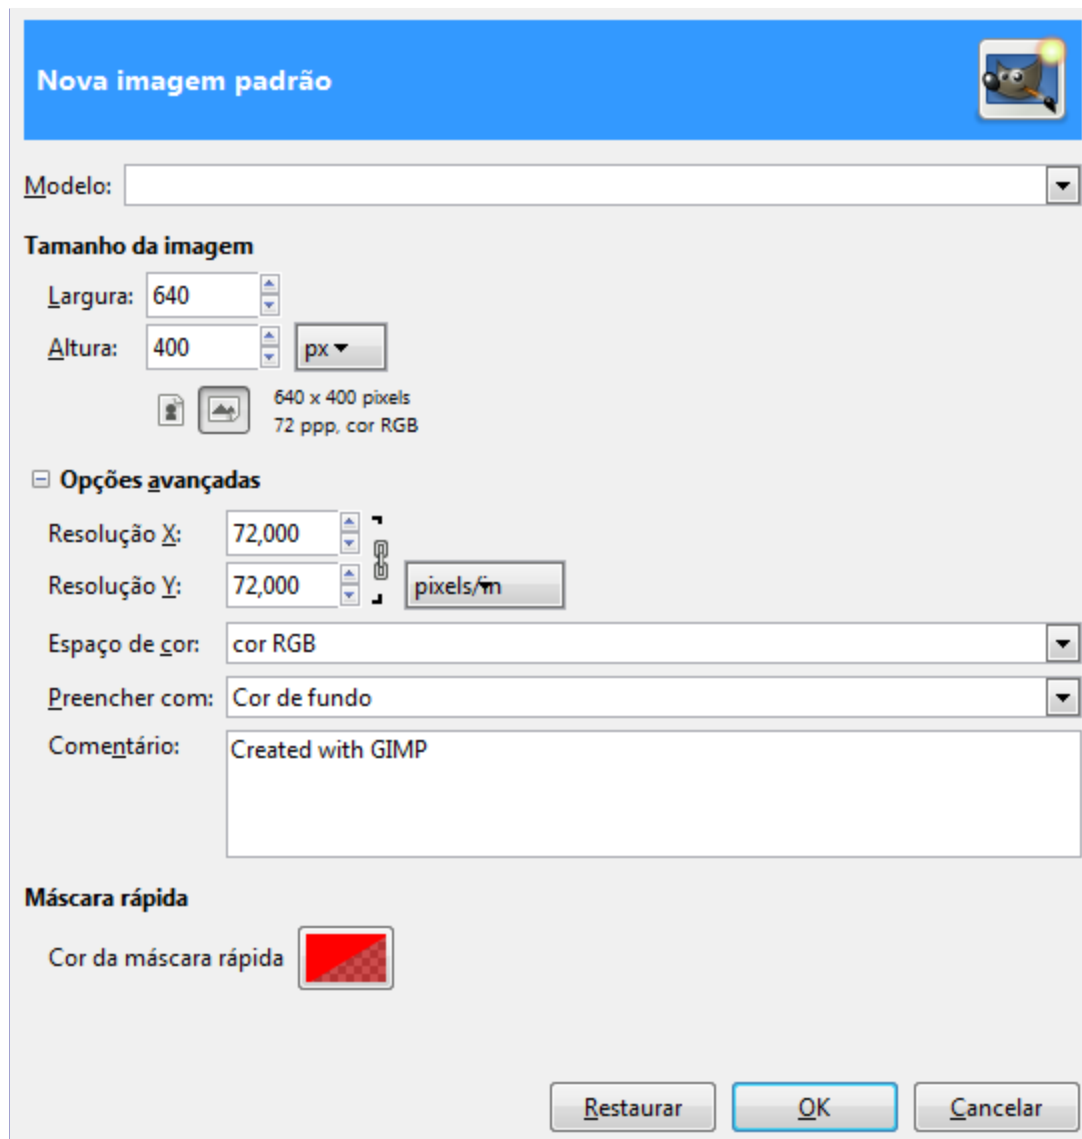 Nova imagem padrão
Modelo:
Tamanho da imagem
Largura: 640
Altura: 400 px
640 x 400 pixels
72 ppp, cor RGB
Opções avançadas
Resolução X: 72,000
Resolução Y: 72,000 pixels/in
Espaço de cor: cor RGB
Preencher com: Cor de fundo
Comentário: Created with GIMP
Máscara rápida
Cor da máscara rápida
Restaurar OK Cancelar